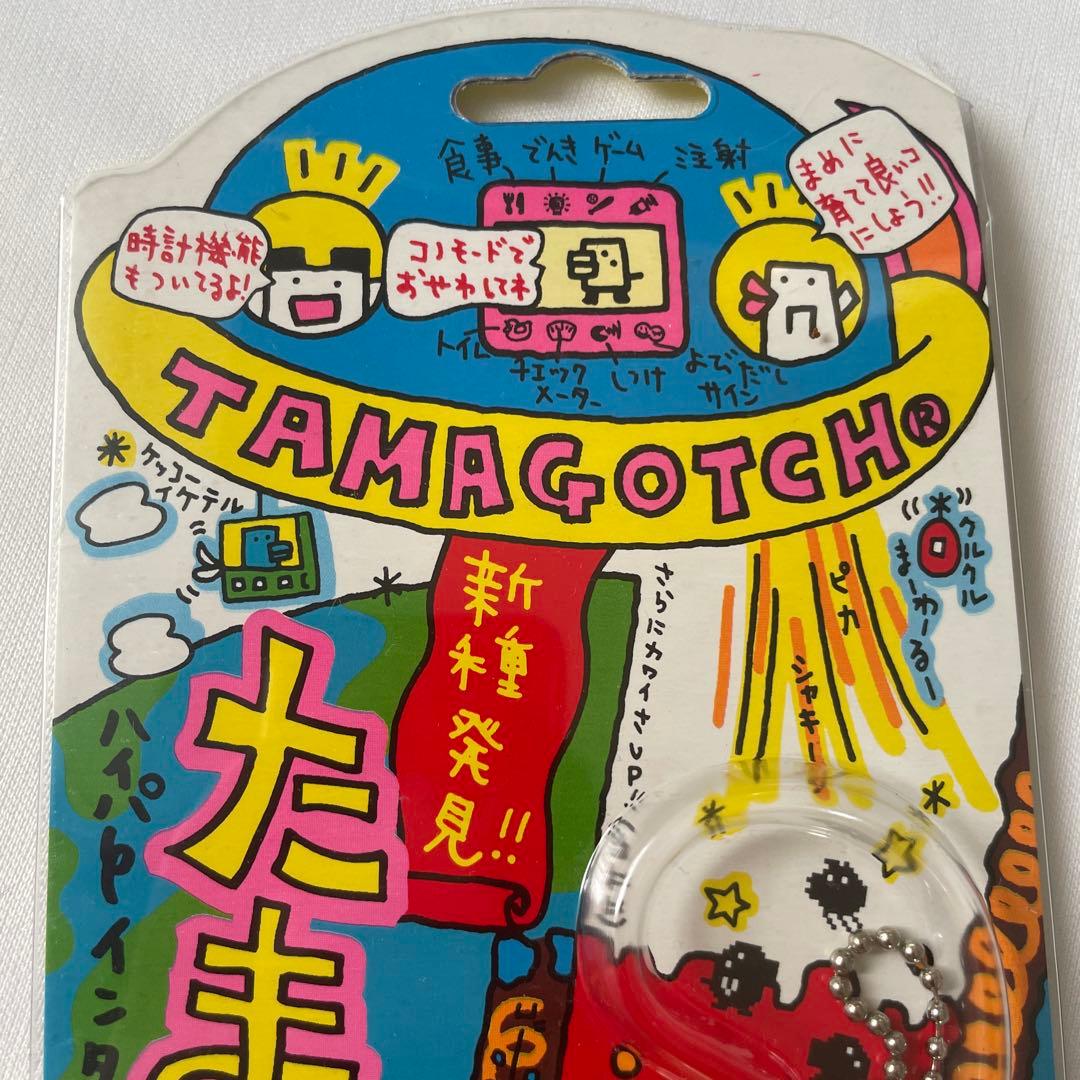 食事
でんき
ゲーム
注射
まめに
育てて良いコ
にしょう!!
時計機能
もついてるよ!
コノモードで
おせわしてネ
トイレ
チェック
メーター
しつけ
よびだし
サイン
TAMAGOTCH®
ケッコー
イケテル
クルクル
まーわーるー
新種発見!!
さらにカワイさUP!!
ピカ
シャキーン
たま